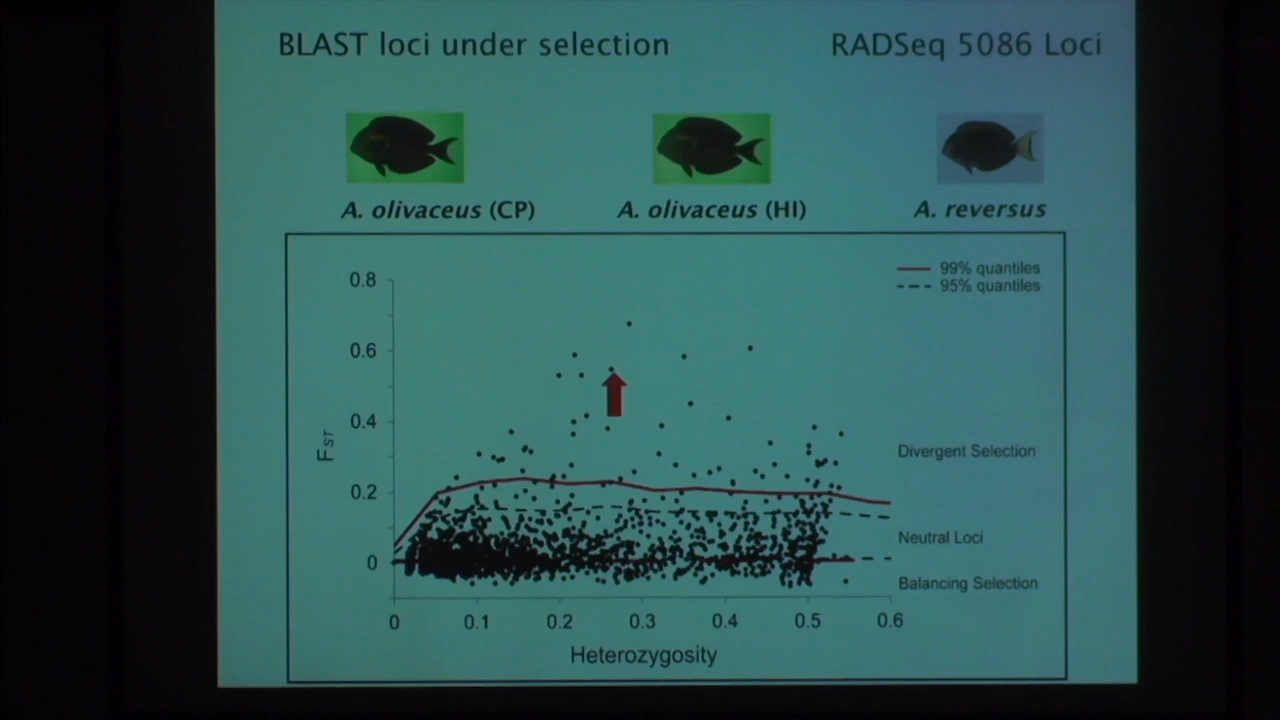 BLAST loci under selection
RADSeq 5086 Loci
A. olivaceus (CP)
A. olivaceus (HI)
A. reversus
99% quantiles
95% quantiles
0.8
0.6
0.4
0.2
0
FST
Divergent Selection
Neutral Loci
Balancing Selection
0 0.1 0.2 0.3 0.4 0.5 0.6
Heterozygosity